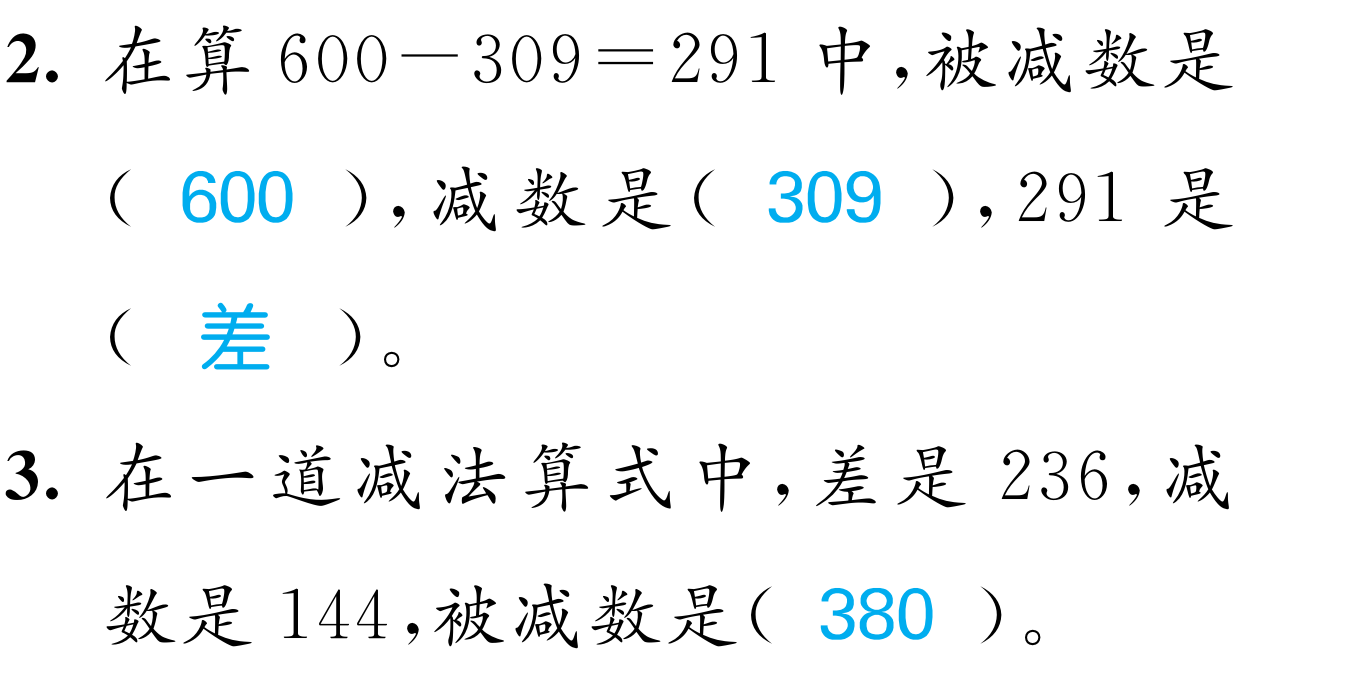 2. 在算 600－309＝291 中,被减数是
( 600 ),减数是( 309 ),291 是
( 差 )。
3. 在一道减法算式中,差是 236,减
数是 144,被减数是( 380 )。